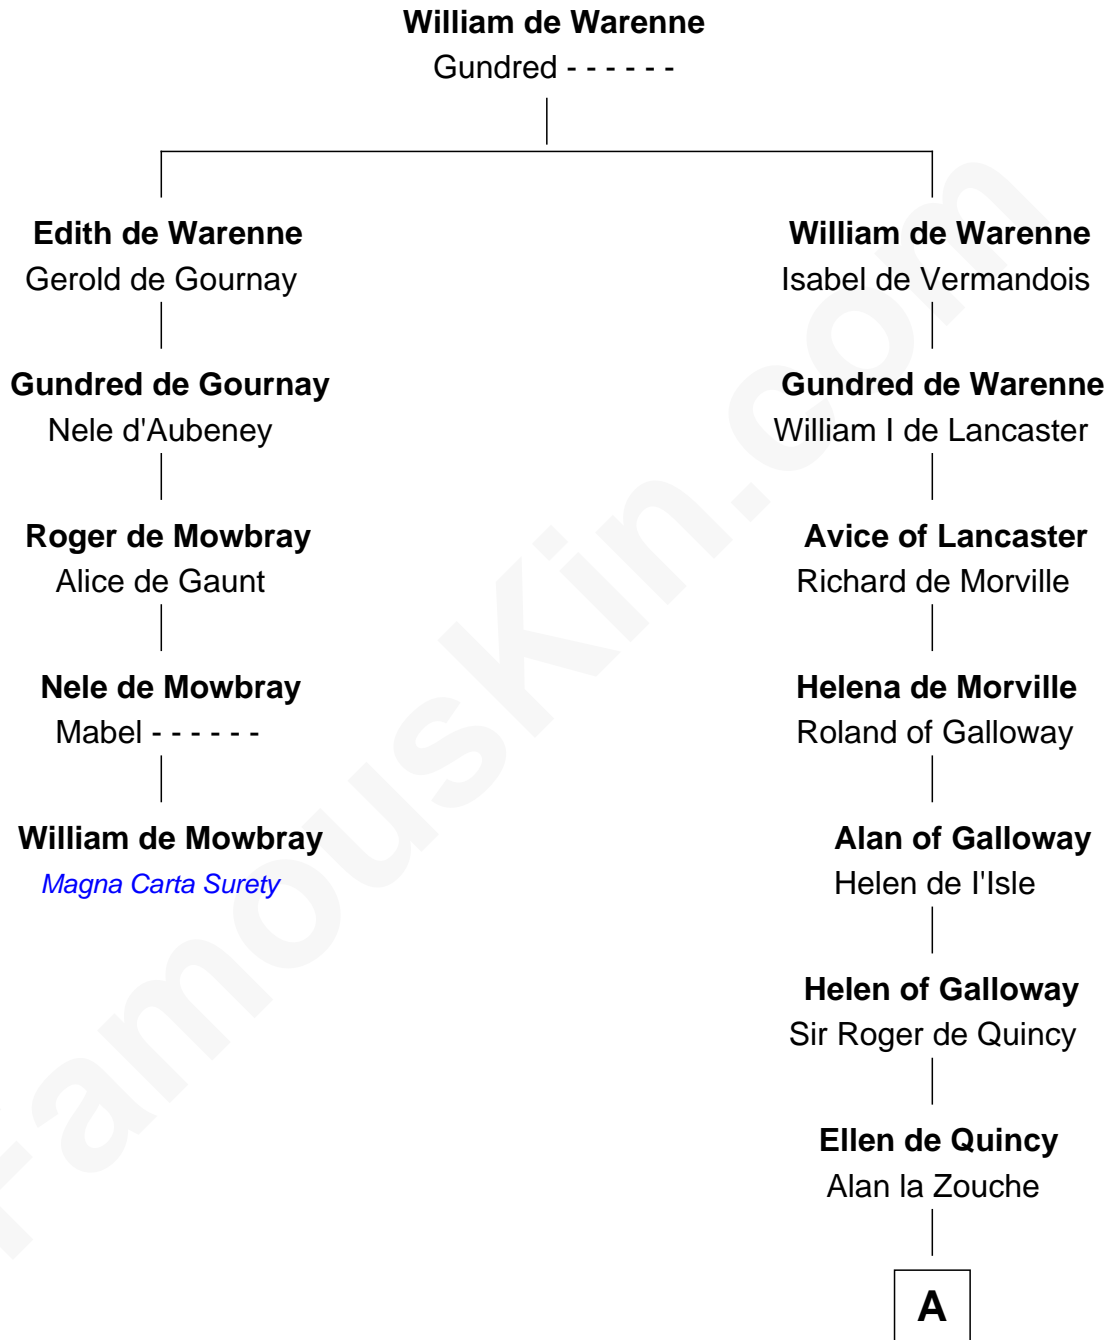 William de Warenne
Gundred - - - - - -
Edith de Warenne
Gerold de Gournay
Gundred de Gournay
Nele d'Aubeney
Roger de Mowbray
Alice de Gaunt
Nele de Mowbray
Mabel - - - - - -
William de Mowbray
Magna Carta Surety
William de Warenne
Isabel de Vermandois
Gundred de Warenne
William I de Lancaster
Avice of Lancaster
Richard de Morville
Helena de Morville
Roland of Galloway
Alan of Galloway
Helen de I'Isle
Helen of Galloway
Sir Roger de Quincy
Ellen de Quincy
Alan la Zouche
A
FamousKin.com